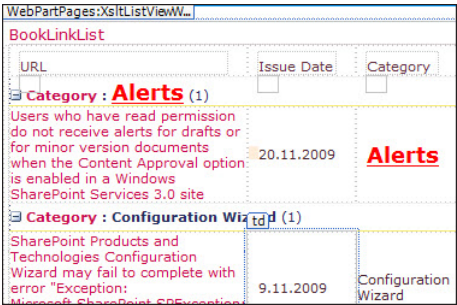 WebPartPages:XsltListViewW...
BookLinkList
URL Issue Date Category
Category : Alerts (1)
Users who have read permission
do not receive alerts for drafts or
for minor version documents
when the Content Approval option
is enabled in a Windows
SharePoint Services 3.0 site
20.11.2009
Alerts
Category : Configuration Wizard (1)
td
SharePoint Products and
Technologies Configuration
Wizard may fail to complete with
error "Exception:
Microsoft.SharePoint.SPException:
9.11.2009
Configuration
Wizard